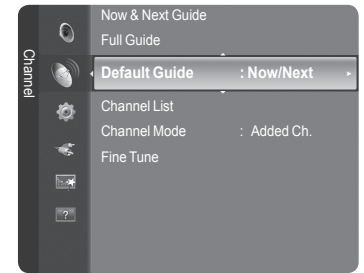 Channel
Now & Next Guide
Full Guide
Default Guide : Now/Next
Channel List
Channel Mode : Added Ch.
Fine Tune
?